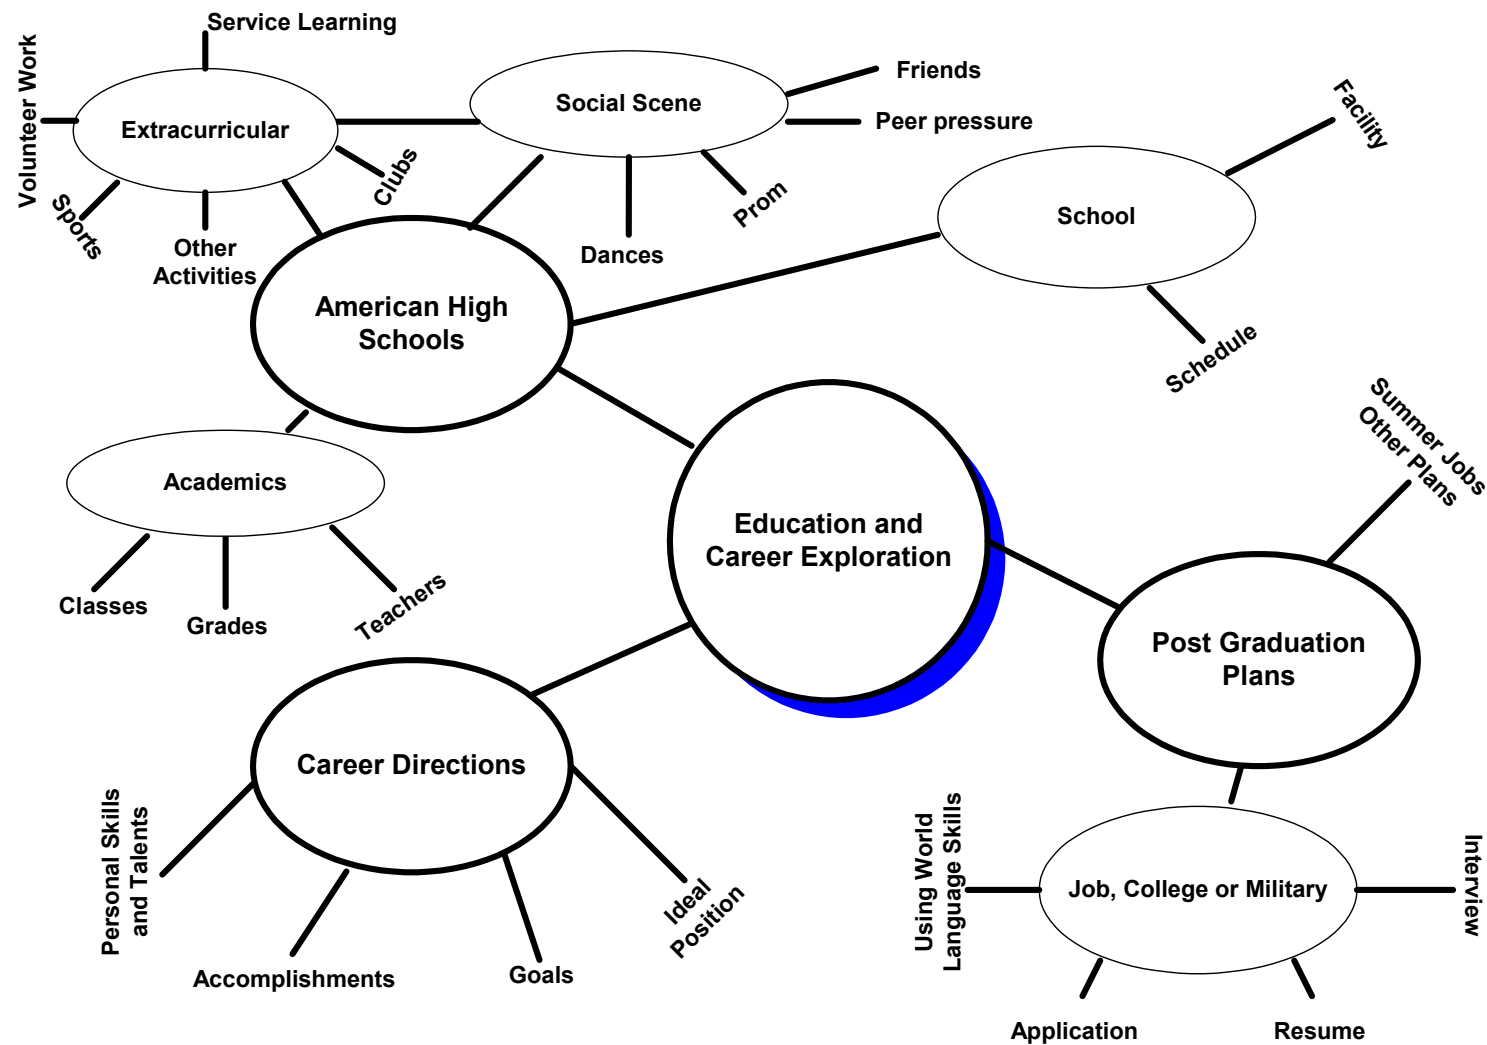 Service Learning
Volunteer Work
Extracurricular
Clubs
Sports
Other
Activities
Social Scene
Friends
Peer pressure
Prom
Dances
School
Facility
Schedule
American High
Schools
Academics
Classes
Grades
Teachers
Education and
Career Exploration
Summer Jobs
Other Plans
Post Graduation
Plans
Career Directions
Personal Skills
and Talents
Accomplishments
Goals
Ideal
Position
Job, College or Military
Using World
Language Skills
Interview
Application
Resume